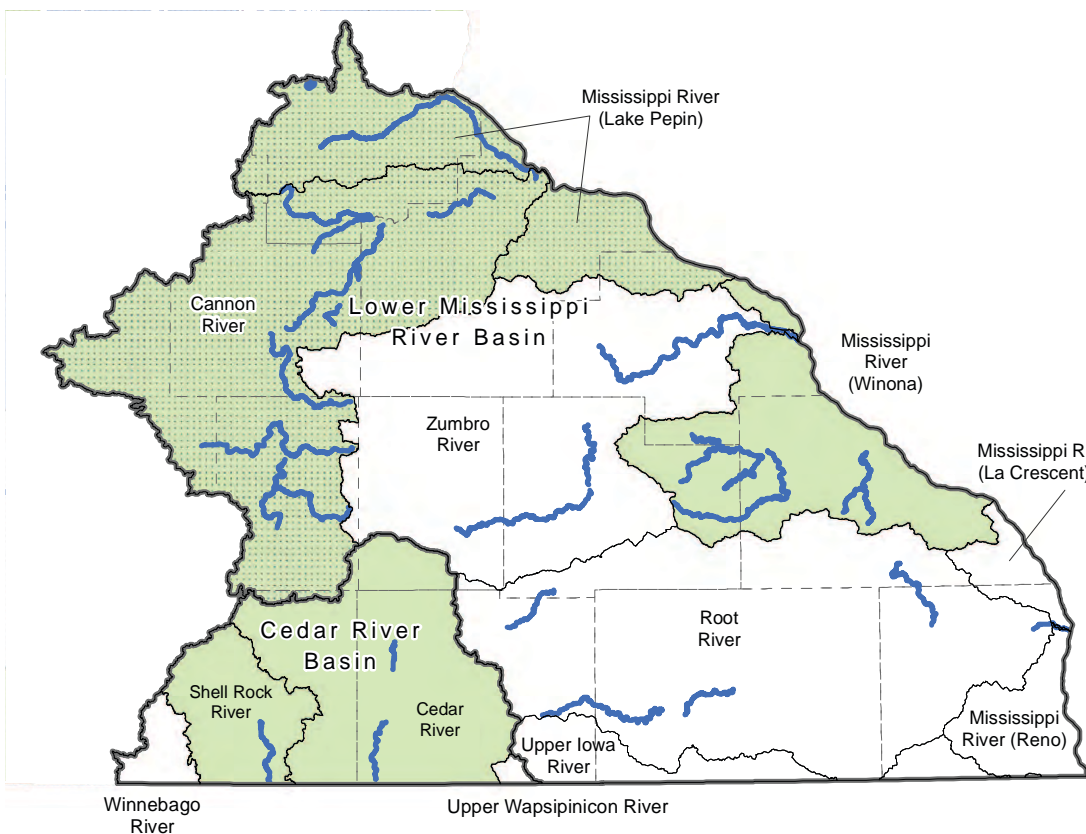 Mississippi River
(Lake Pepin)
Cannon
River
Lower Mississippi
River Basin
Mississippi
River
(Winona)
Zumbro
River
Mississippi R
(La Crescent)
Root
River
Cedar River
Basin
Shell Rock
River
Cedar
River
Mississippi
River (Reno)
Upper Iowa
River
Winnebago
River
Upper Wapsipinicon River